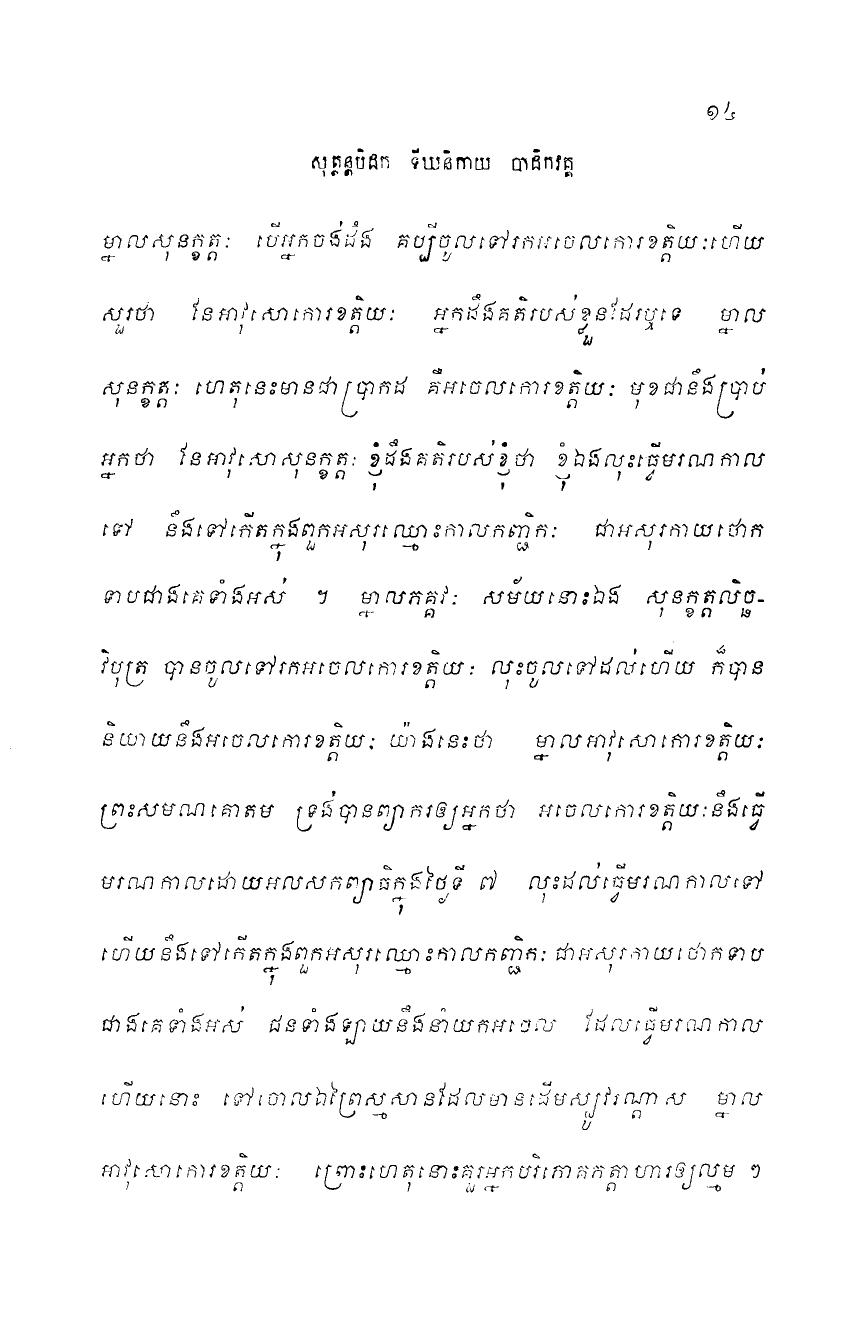 ១៤
សុត្តន្តបិដក ទីឃនិកាយ បាដិកវគ្គ
ម្នាលសុនក្ខត្តៈ បើអ្នកចង់ដឹង គប្បីចូលទៅរកអចេលកោរខត្តិយៈហើយ
សួរថា នែអាវុសោកោរខត្តិយៈ អ្នកដឹងគតិរបស់ខ្លួនដែរឬទេ ម្នាល
សុនក្ខត្តៈ ហេតុនេះមានជាប្រាកដ គឺអចេលកោរខត្តិយៈ មុខជានឹងប្រាប់
អ្នកថា នែអាវុសោសុនក្ខត្តៈ ខ្ញុំដឹងគតិរបស់ខ្ញុំថា ខ្ញុំឯងលុះធ្វើមរណកាល
ទៅ នឹងទៅកើតក្នុងពួកអសុរឈ្មោះកាលកញ្ជិកៈ ជាអសុរកាយថោក
ទាបជាងគេទាំងអស់ ។ ម្នាលភគ្គវៈ សម័យនោះឯង សុនក្ខត្តលិច្ឆ-
វិបុត្រ បានចូលទៅរកអចេលកោរខត្តិយៈ លុះចូលទៅដល់ហើយ ក៏បាន
និយាយនឹងអចេលកោរខត្តិយៈ យ៉ាងនេះថា ម្នាលអាវុសោកោរខត្តិយៈ
ព្រះសមណគោតម ទ្រង់បានព្យាករឲ្យអ្នកថា អចេលកោរខត្តិយៈនឹងធ្វើ
មរណកាលដោយអលសកព្យាធិក្នុងថ្ងៃទី ៧ លុះដល់ធ្វើមរណកាលទៅ
ហើយនឹងទៅកើតក្នុងពួកអសុរឈ្មោះកាលកញ្ជិកៈ ជាអសុរកាយថោកទាប
ជាងគេទាំងអស់ ជនទាំងឡាយនឹងនាំយកអចេល ដែលធ្វើមរណកាល
ហើយនោះ ទៅចោលឯព្រៃស្មសានដែលមានដើមស្បូវរណ្តាស ម្នាល
អាវុសោកោរខត្តិយៈ ព្រោះហេតុនោះគួរអ្នកបរិភោគភត្តាហារឲ្យល្មម ៗ